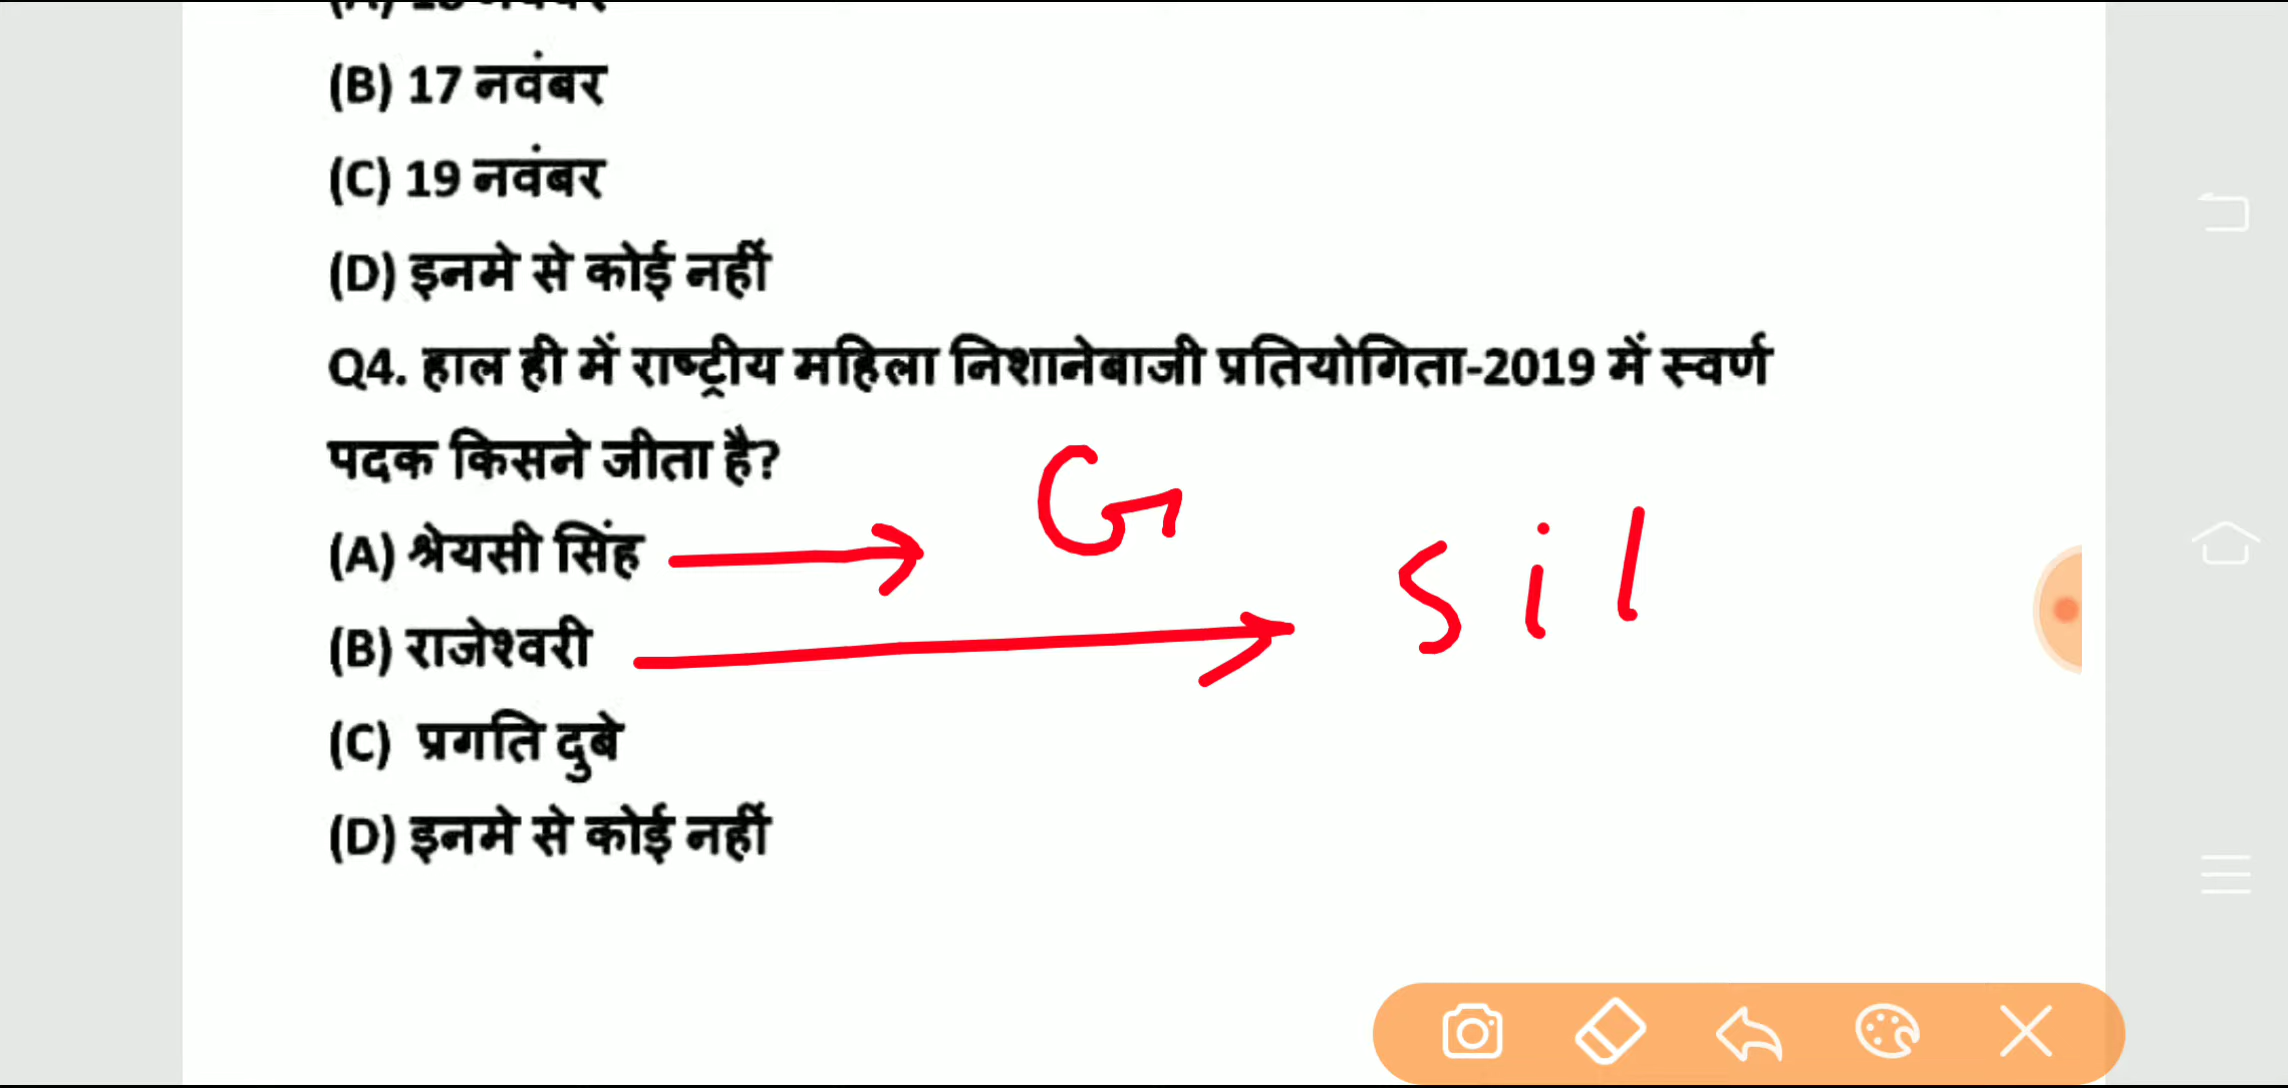 (B) 17 नवंबर
(C) 19 नवंबर
(D) इनमे से कोई नहीं
Q4. हाल ही में राष्ट्रीय महिला निशानेबाजी प्रतियोगिता-2019 में स्वर्ण
पदक किसने जीता है?
(A) श्रेयसी सिंह G
(B) राजेश्वरी sil
(C) प्रगति दुबे
(D) इनमे से कोई नहीं